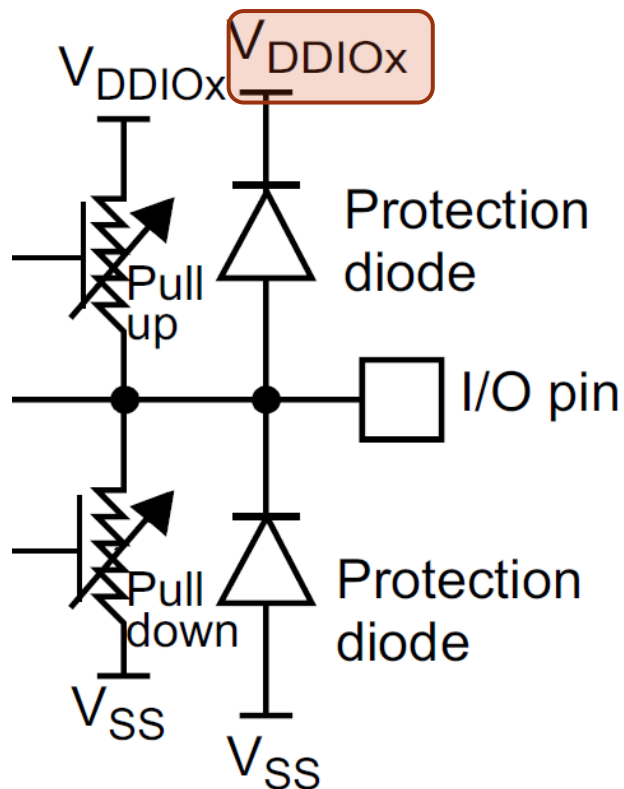 VDDIOx
VDDIOx
Protection
diode
Pull
up
I/O pin
Pull
down
Protection
diode
VSS
VSS